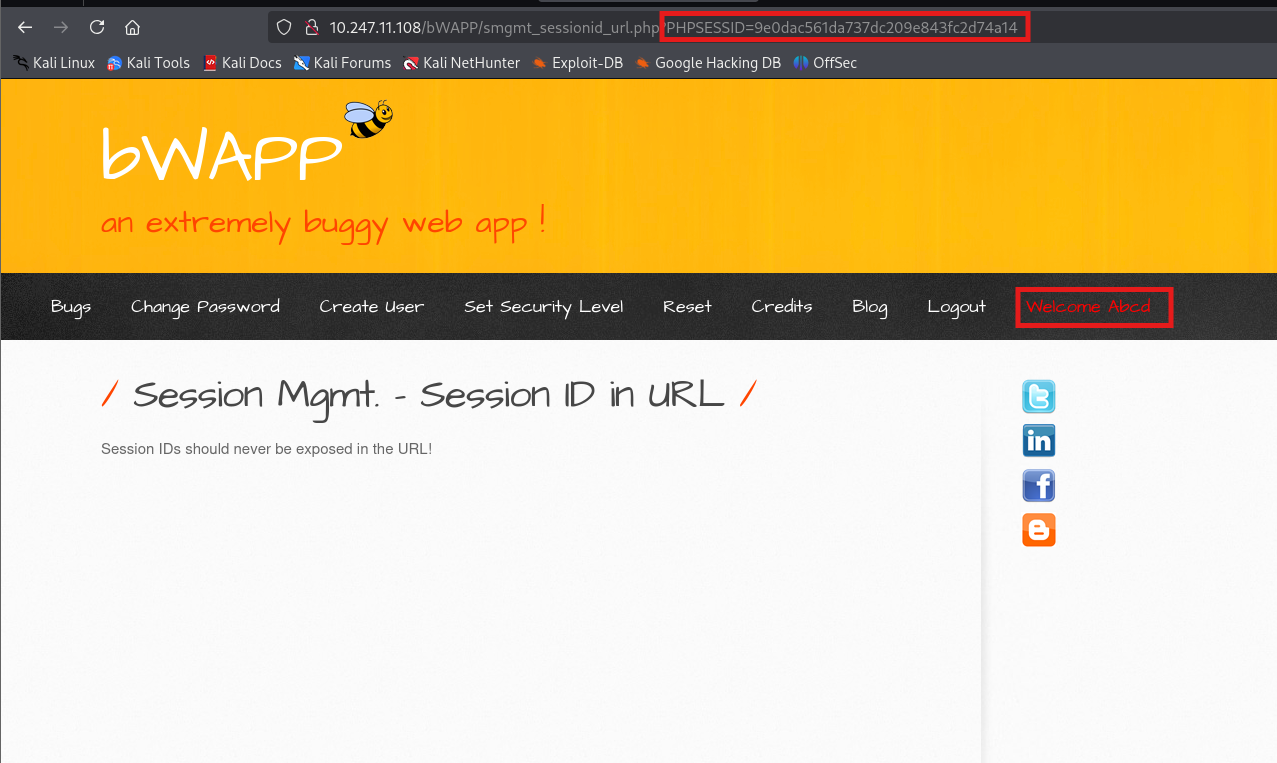 10.247.11.108/bWAPP/smgmt_sessionid_url.php?PHPSESSID=9e0dac561da737dc209e843fc2d74a14
Kali Linux Kali Tools Kali Docs Kali Forums Kali NetHunter Exploit-DB Google Hacking DB OffSec
bWAPP
an extremely buggy web app !
Bugs Change Password Create User Set Security Level Reset Credits Blog Logout Welcome Abcd
/ Session Mgmt. - Session ID in URL /
Session IDs should never be exposed in the URL!